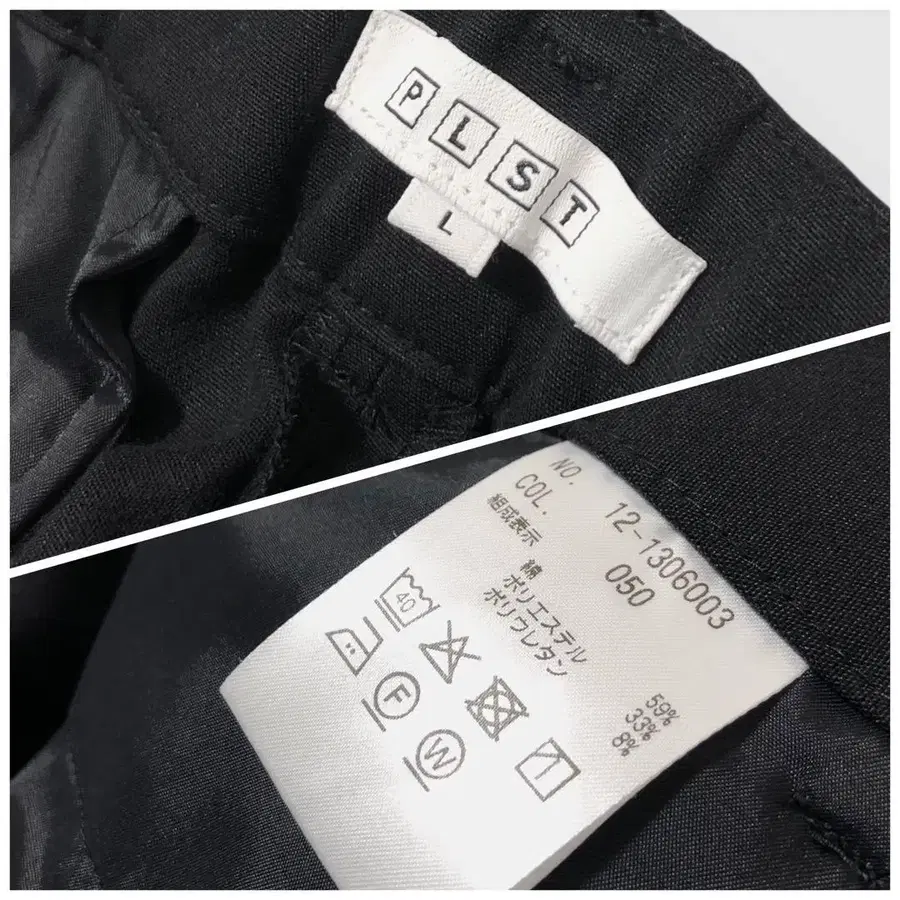 PLST
L
NO. 12-1306003
COL. 050
組成表示
綿 59%
ポリエステル 33%
ポリウレタン 8%
40
F
W